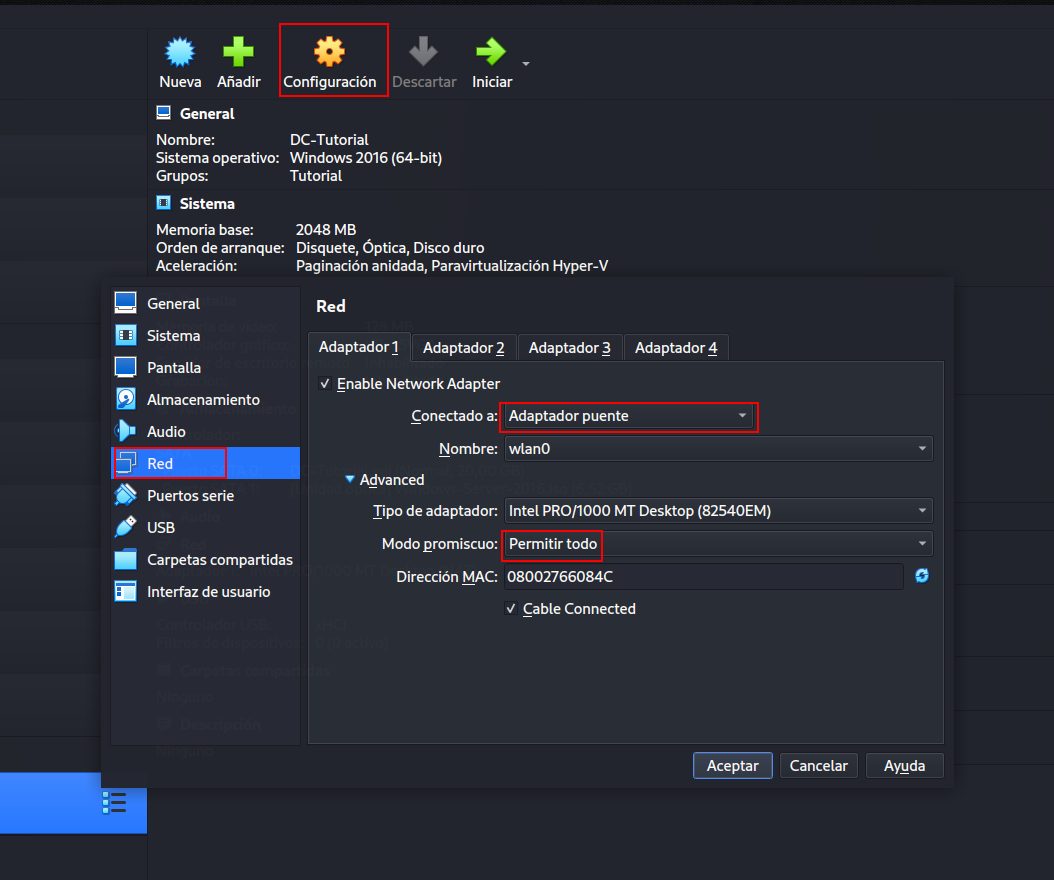 Nueva Añadir Configuración Descartar Iniciar
General
Nombre: DC-Tutorial
Sistema operativo: Windows 2016 (64-bit)
Grupos: Tutorial
Sistema
Memoria base: 2048 MB
Orden de arranque: Disquete, Óptica, Disco duro
Aceleración: Paginación anidada, Paravirtualización Hyper-V
General
Sistema
Pantalla
Almacenamiento
Audio
Red
Puertos serie
USB
Carpetas compartidas
Interfaz de usuario
Red
Adaptador 1 Adaptador 2 Adaptador 3 Adaptador 4
Enable Network Adapter
Conectado a: Adaptador puente
Nombre: wlan0
Advanced
Tipo de adaptador: Intel PRO/1000 MT Desktop (82540EM)
Modo promiscuo: Permitir todo
Dirección MAC: 08002766084C
Cable Connected
Carpetas compartidas
Ninguno
Descripción
Aceptar Cancelar Ayuda